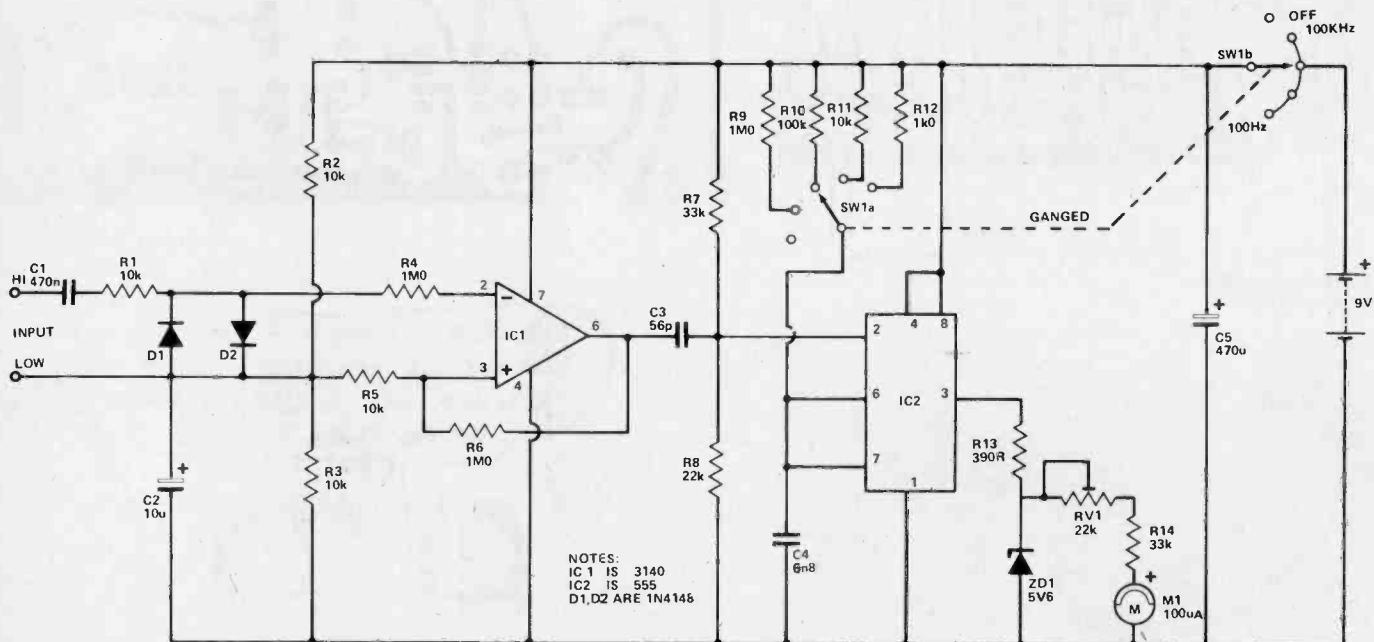 OFF
100KHz
SW1b
100Hz
R9
1M0
R10
100k
R11
10k
R12
1k0
R2
10k
R7
33k
SW1a
GANGED
9V
+
C5
470u
+
C1
470n
HI
R1
10k
R4
1M0
2
7
−
IC1
6
C3
56p
INPUT
D1
D2
LOW
3
+
4
R5
10k
R6
1M0
2
4
8
6
IC2
3
7
1
R13
390R
C2
10u
+
R3
10k
R8
22k
RV1
22k
R14
33k
C4
6n8
ZD1
5V6
+
M
M1
100uA
NOTES:
IC 1 IS 3140
IC2 IS 555
D1,D2 ARE 1N4148